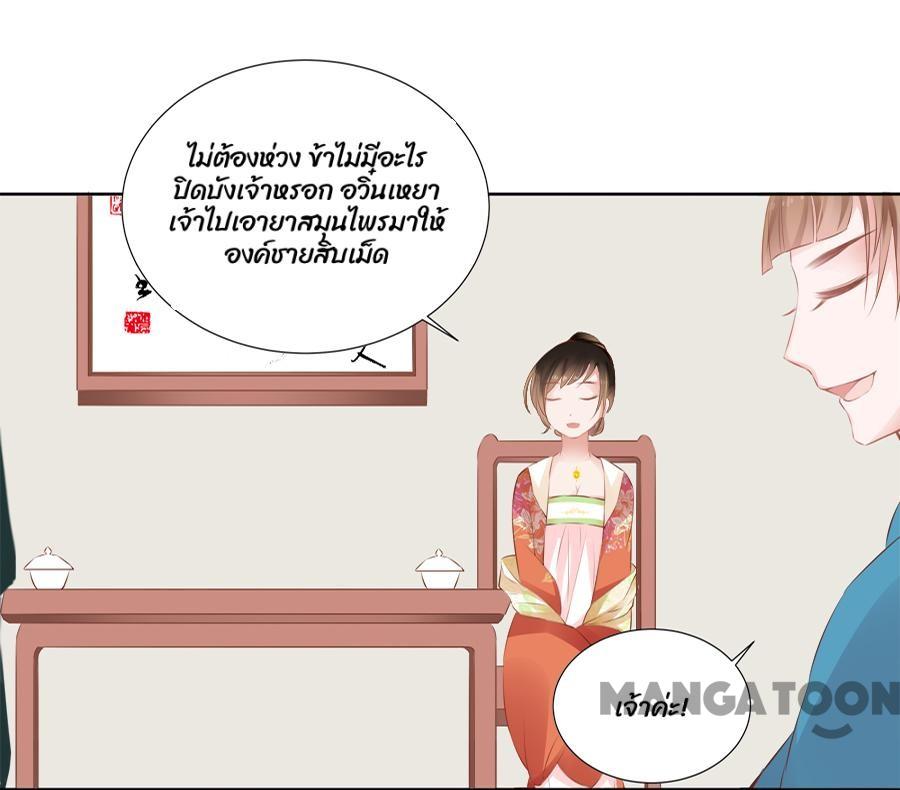 ไม่ต้องห่วง ข้าไม่มีอะไร
ปิดบังเจ้าหรอก อวิ๋นเหยา
เจ้าไปเอายาสมุนไพรมาให้
องค์ชายสิบเม็ด
เจ้าค่ะ!
MANGATOON